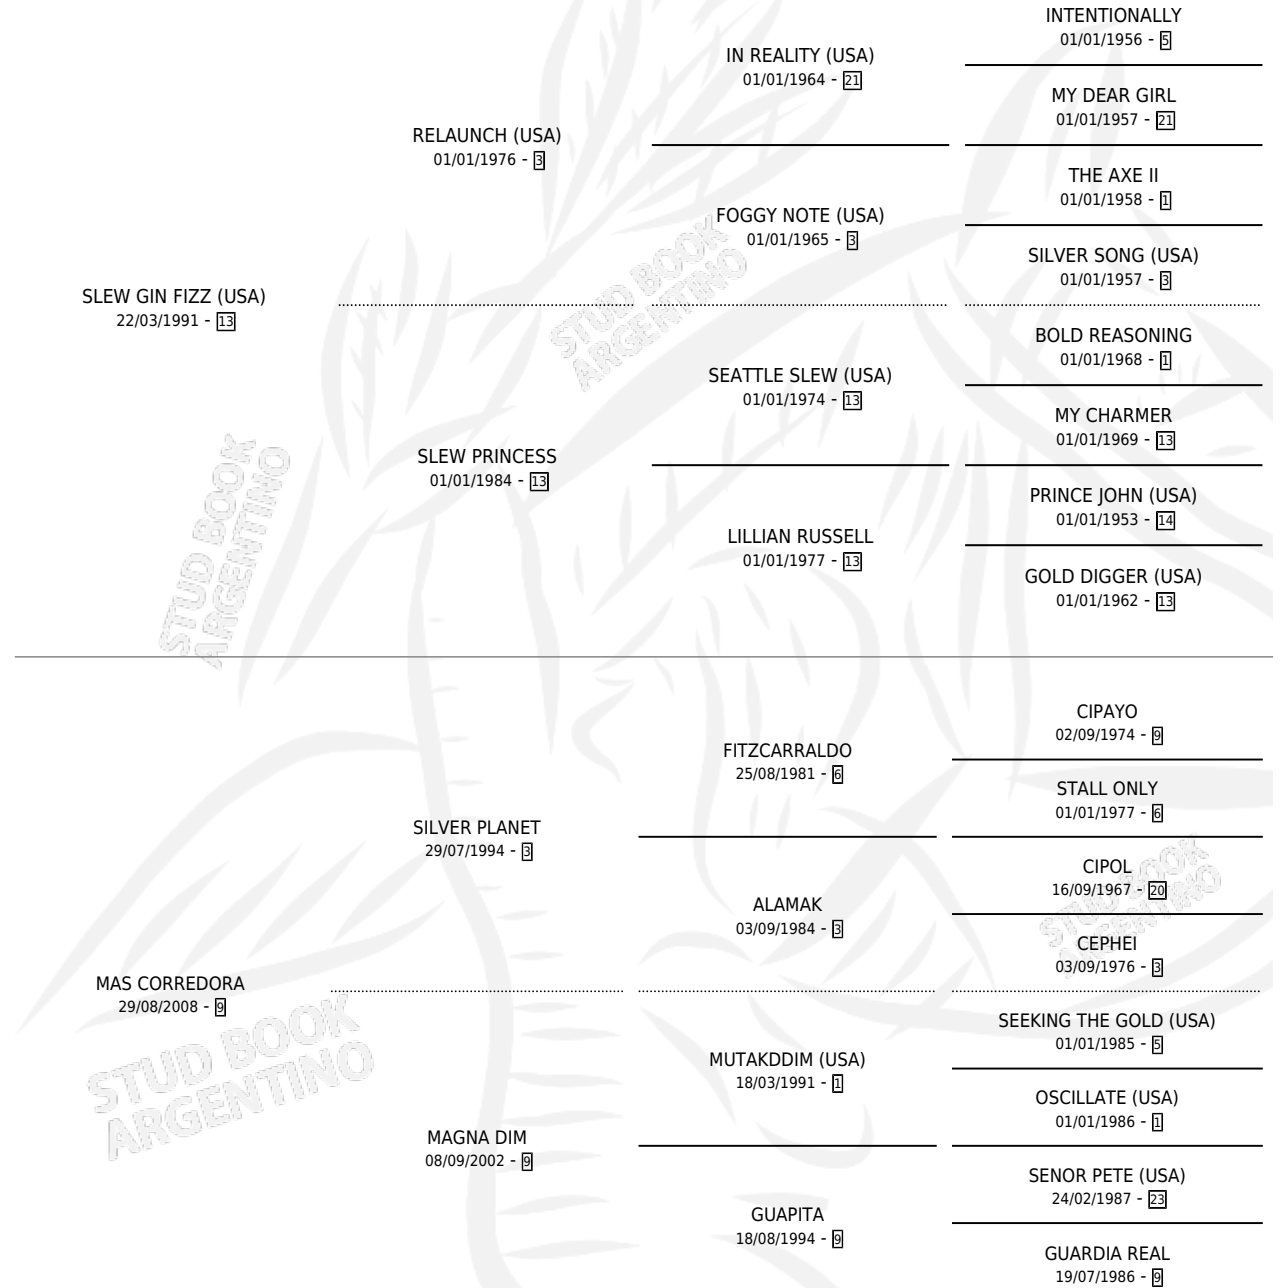 INTENTIONALLY
01/01/1956 - 5
IN REALITY (USA)
01/01/1964 - 21
MY DEAR GIRL
01/01/1957 - 21
RELAUNCH (USA)
01/01/1976 - 3
THE AXE II
01/01/1958 - 1
FOGGY NOTE (USA)
01/01/1965 - 3
SILVER SONG (USA)
01/01/1957 - 3
SLEW GIN FIZZ (USA)
22/03/1991 - 13
STUD BOOK
ARGENTINO
BOLD REASONING
01/01/1968 - 1
SEATTLE SLEW (USA)
01/01/1974 - 13
MY CHARMER
01/01/1969 - 13
SLEW PRINCESS
01/01/1984 - 13
PRINCE JOHN (USA)
01/01/1953 - 14
LILLIAN RUSSELL
01/01/1977 - 13
GOLD DIGGER (USA)
01/01/1962 - 13
STUD BOOK
ARGENTINO
CIPAYO
02/09/1974 - 9
FITZCARRALDO
25/08/1981 - 6
STALL ONLY
01/01/1977 - 6
SILVER PLANET
29/07/1994 - 3
CIPOL
16/09/1967 - 20
ALAMAK
03/09/1984 - 3
CEPHEI
03/09/1976 - 3
STUD BOOK
ARGENTINO
MAS CORREDORA
29/08/2008 - 9
SEEKING THE GOLD (USA)
01/01/1985 - 5
MUTAKDDIM (USA)
18/03/1991 - 1
OSCILLATE (USA)
01/01/1986 - 1
STUD BOOK
ARGENTINO
MAGNA DIM
08/09/2002 - 9
SENOR PETE (USA)
24/02/1987 - 23
GUAPITA
18/08/1994 - 9
GUARDIA REAL
19/07/1986 - 9